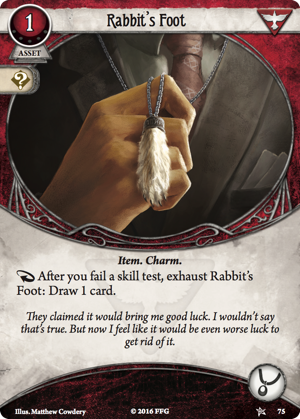 Rabbit's Foot
1
ASSET
Item. Charm.
After you fail a skill test, exhaust Rabbit's
Foot: Draw 1 card.
They claimed it would bring me good luck. I wouldn't say
that's true. But now I feel like it would be even worse luck to
get rid of it.
Illus. Matthew Cowdery © 2016 FFG 75